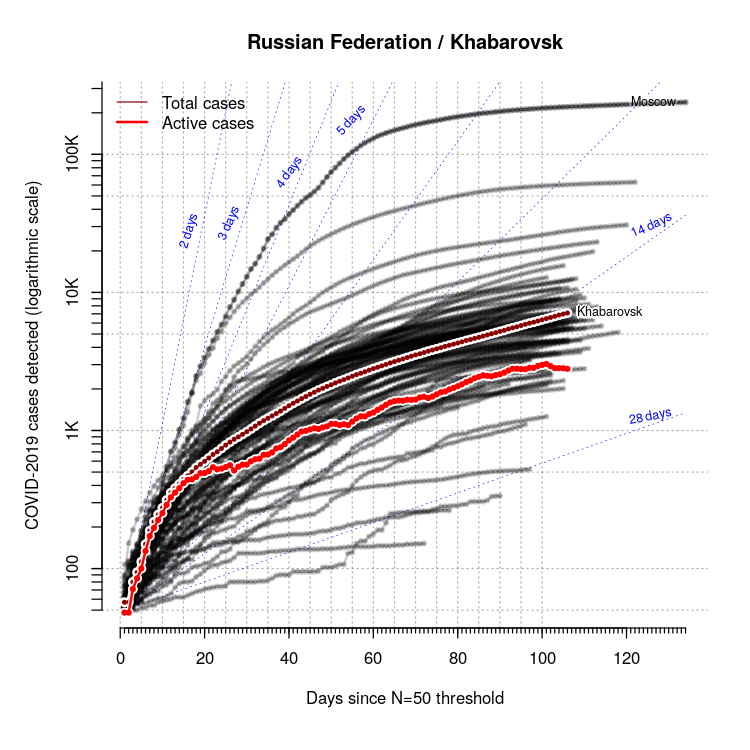 Russian Federation / Khabarovsk
Total cases
Active cases
Moscow
2 days
3 days
4 days
5 days
14 days
28 days
Khabarovsk
COVID-2019 cases detected (logarithmic scale)
100K
10K
1K
100
0 20 40 60 80 100 120
Days since N=50 threshold